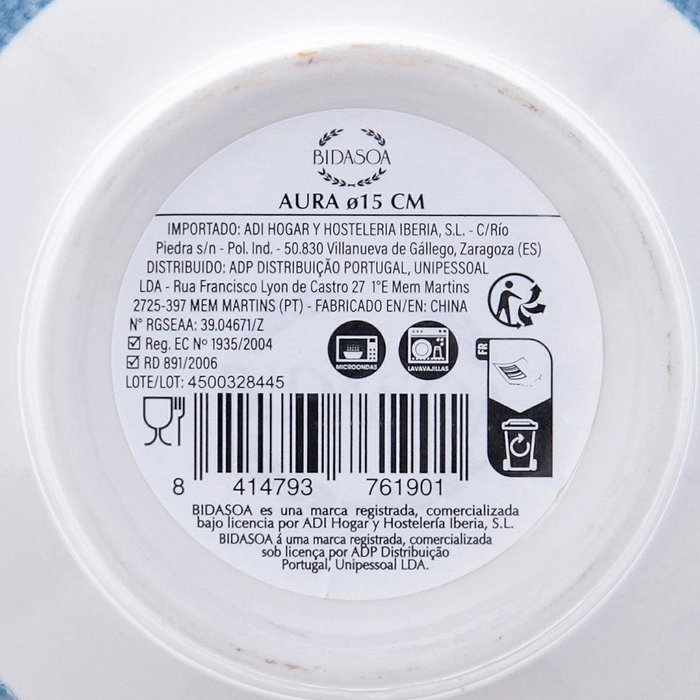 BIDASOA
AURA ø15 CM
IMPORTADO: ADI HOGAR Y HOSTELERIA IBERIA, S.L. - C/Río
Piedra s/n - Pol. Ind. - 50.830 Villanueva de Gállego, Zaragoza (ES)
DISTRIBUIDO: ADP DISTRIBUIÇÃO PORTUGAL, UNIPESSOAL
LDA - Rua Francisco Lyon de Castro 27 1°E Mem Martins
2725-397 MEM MARTINS (PT) - FABRICADO EN/EN: CHINA
N° RGSEAA: 39.04671/Z
Reg. EC Nº 1935/2004
RD 891/2006
LOTE/LOT: 4500328445
MICROONDAS
LAVAVAJILLAS
FR
8 414793 761901
BIDASOA es una marca registrada, comercializada
bajo licencia por ADI Hogar y Hostelería Iberia, S.L.
BIDASOA á uma marca registrada, comercializada
sob licença por ADP Distribuição
Portugal, Unipessoal LDA.